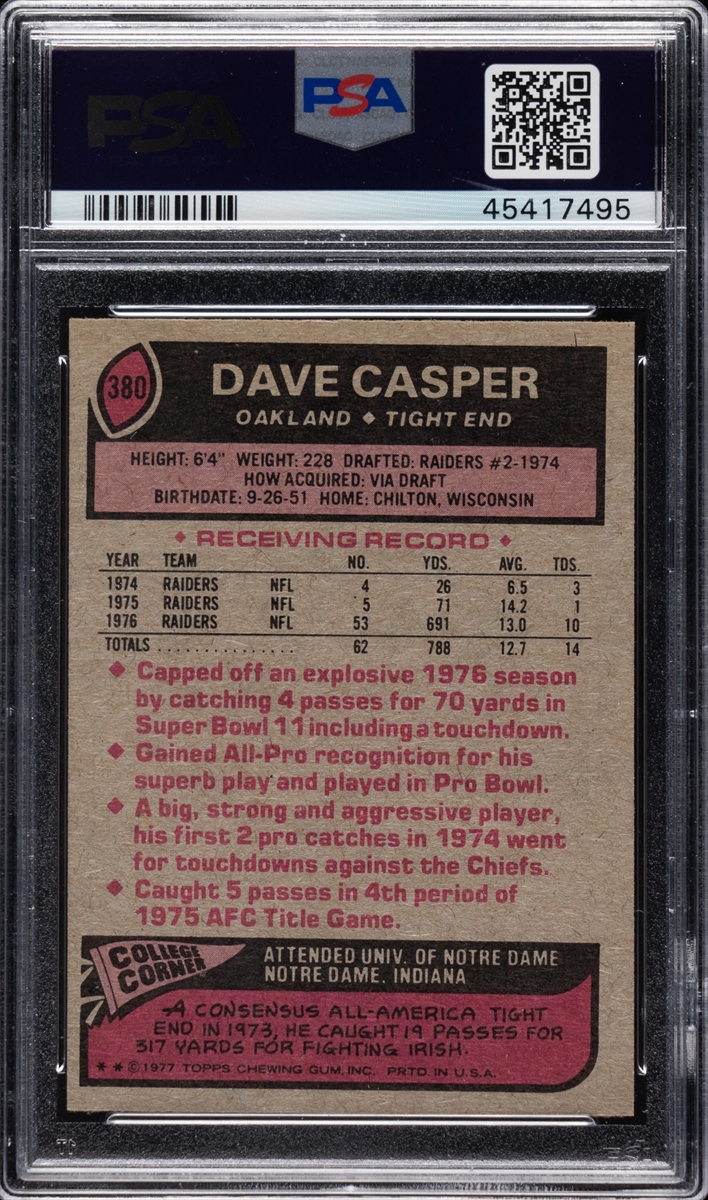 PSA
PSA
45417495
380
DAVE CASPER
OAKLAND ◆ TIGHT END
HEIGHT: 6'4" WEIGHT: 228 DRAFTED: RAIDERS #2-1974
HOW ACQUIRED: VIA DRAFT
BIRTHDATE: 9-26-51 HOME: CHILTON, WISCONSIN
◆ RECEIVING RECORD ◆
YEAR TEAM NO. YDS. AVG. TDS.
1974 RAIDERS NFL 4 26 6.5 3
1975 RAIDERS NFL 5 71 14.2 1
1976 RAIDERS NFL 53 691 13.0 10
TOTALS ............... 62 788 12.7 14
◆ Capped off an explosive 1976 season
by catching 4 passes for 70 yards in
Super Bowl 11 including a touchdown.
◆ Gained All-Pro recognition for his
superb play and played in Pro Bowl.
◆ A big, strong and aggressive player,
his first 2 pro catches in 1974 went
for touchdowns against the Chiefs.
◆ Caught 5 passes in 4th period of
1975 AFC Title Game.
COLLEGE
CORNER
ATTENDED UNIV. OF NOTRE DAME
NOTRE DAME, INDIANA
A CONSENSUS ALL-AMERICA TIGHT
END IN 1973, HE CAUGHT 19 PASSES FOR
317 YARDS FOR FIGHTING IRISH.
* * © 1977 TOPPS CHEWING GUM, INC. PRTD. IN U.S.A.